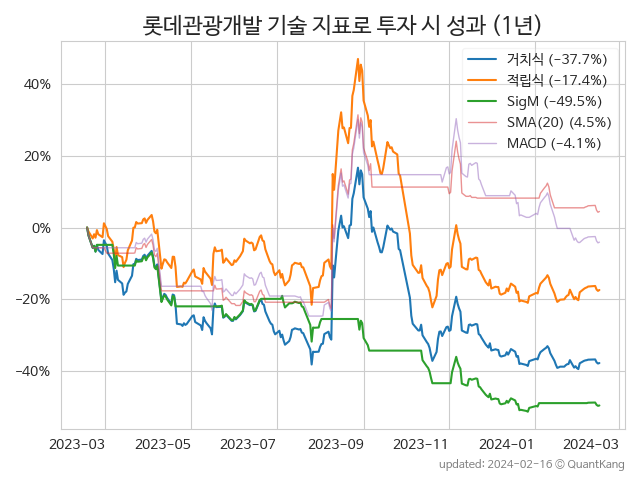 롯데관광개발 기술 지표로 투자 시 성과 (1년)
거치식 (−37.7%)
적립식 (−17.4%)
SigM (−49.5%)
SMA(20) (4.5%)
MACD (−4.1%)
40%
20%
0%
−20%
−40%
2023−03
2023−05
2023−07
2023−09
2023−11
2024−01
2024−03
updated: 2024−02−16 ⓒ QuantKang